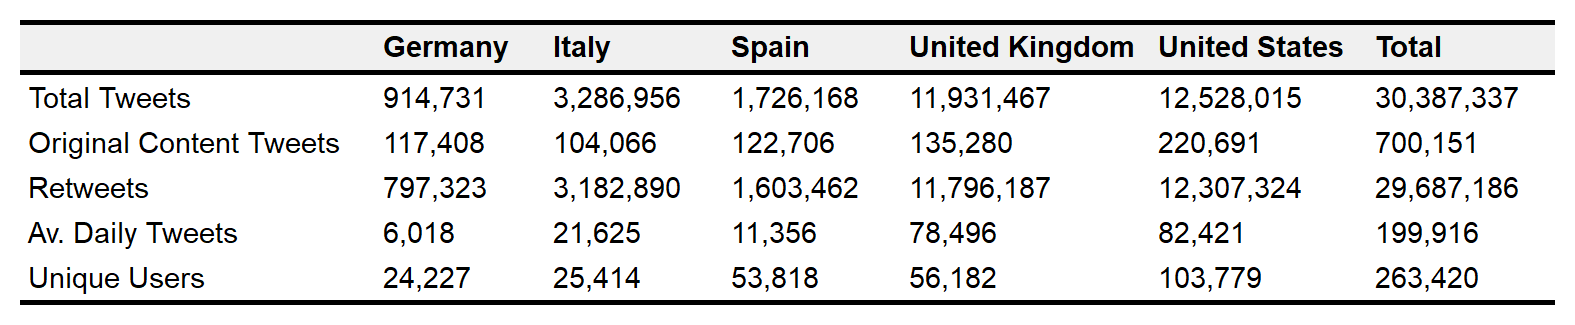 Germany Italy Spain United Kingdom United States Total
Total Tweets 914,731 3,286,956 1,726,168 11,931,467 12,528,015 30,387,337
Original Content Tweets 117,408 104,066 122,706 135,280 220,691 700,151
Retweets 797,323 3,182,890 1,603,462 11,796,187 12,307,324 29,687,186
Av. Daily Tweets 6,018 21,625 11,356 78,496 82,421 199,916
Unique Users 24,227 25,414 53,818 56,182 103,779 263,420